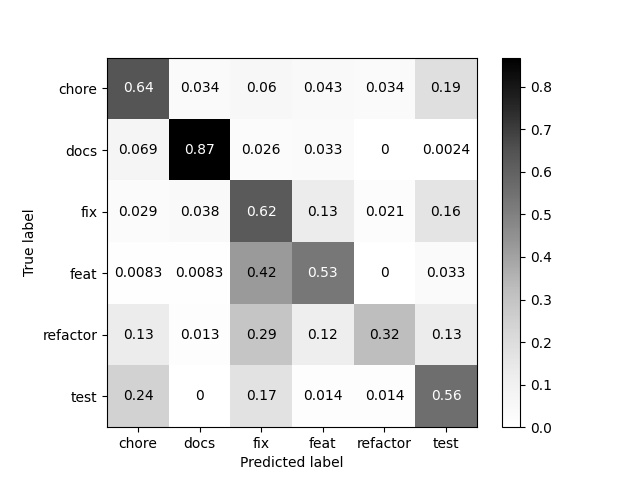 chore 0.64 0.034 0.06 0.043 0.034 0.19
docs 0.069 0.87 0.026 0.033 0 0.0024
fix 0.029 0.038 0.62 0.13 0.021 0.16
feat 0.0083 0.0083 0.42 0.53 0 0.033
refactor 0.13 0.013 0.29 0.12 0.32 0.13
test 0.24 0 0.17 0.014 0.014 0.56
chore docs fix feat refactor test
Predicted label
True label
0.8
0.7
0.6
0.5
0.4
0.3
0.2
0.1
0.0